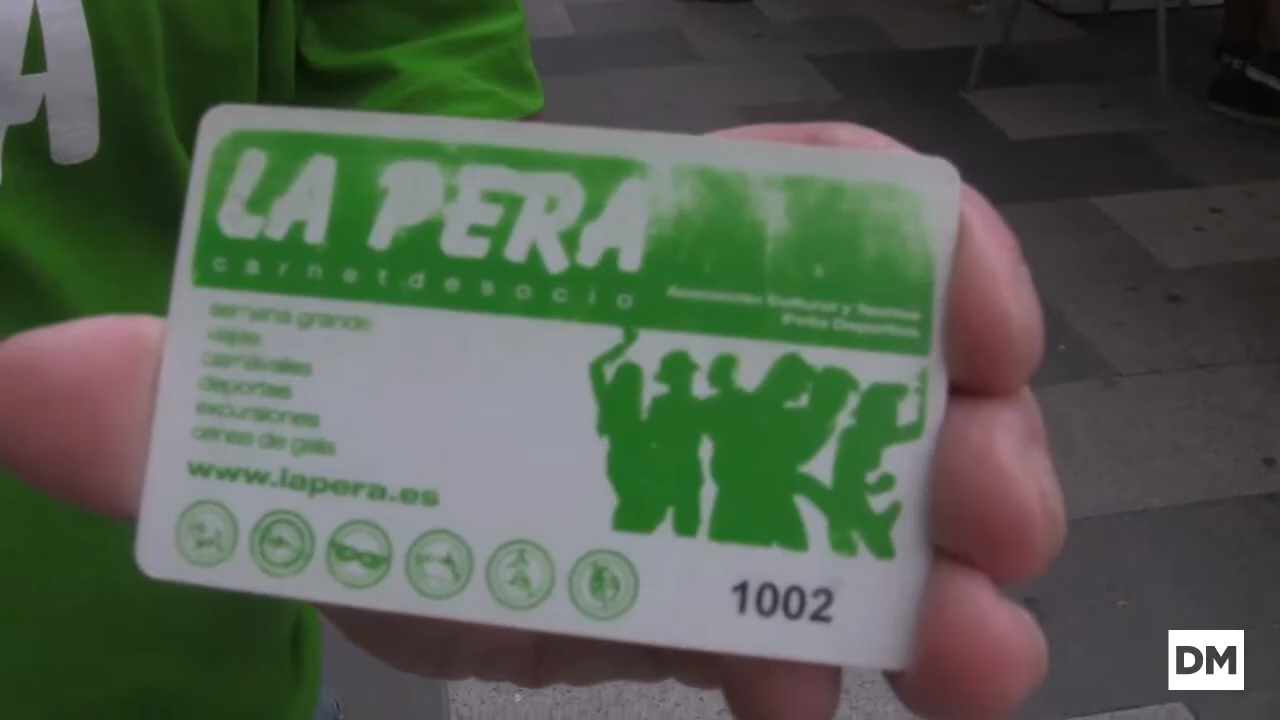 A
LA PERA
carnetdesocio
Asociación Cultural y Taurina
Peña Deportiva
semana grande
viajes
carnavales
deportes
excursiones
cenas de gala
www.lapera.es
1002
DM